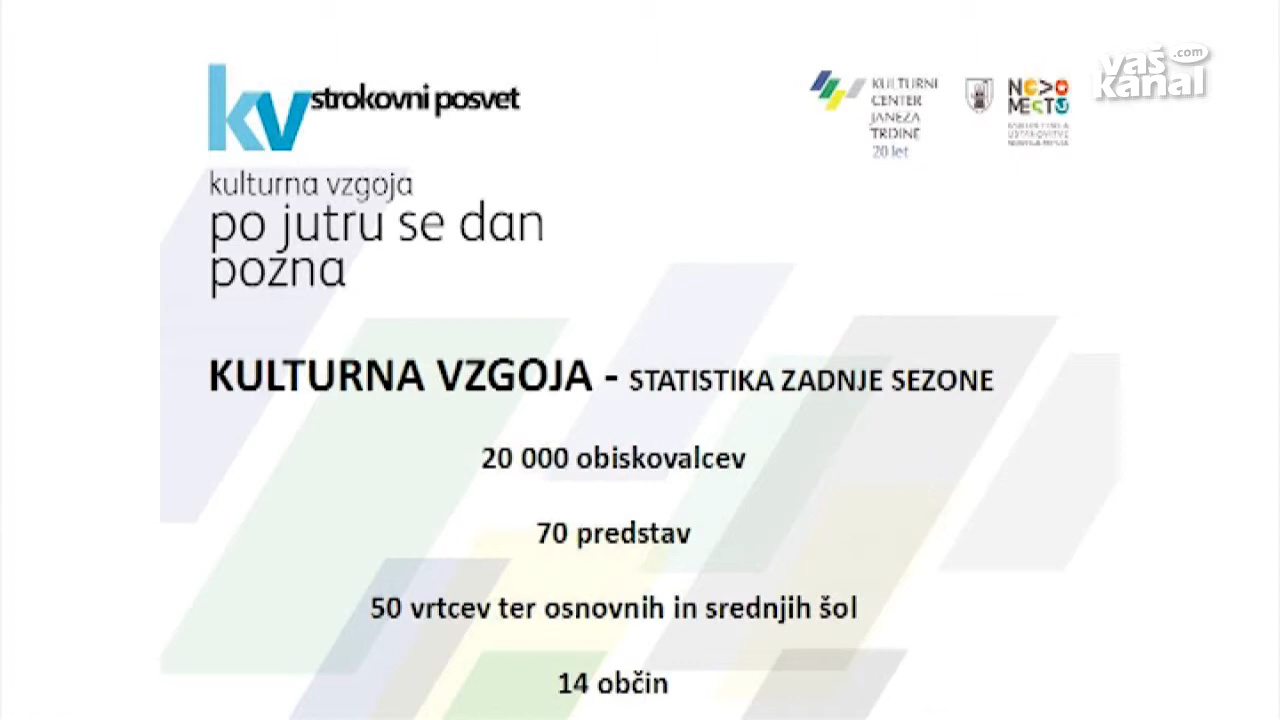 kv strokovni posvet
kulturna vzgoja
po jutru se dan
pozna
KULTURNI
CENTER
JANEZA
TRDINE
20 let
NOVO
MESTO
vaš
.com
kanal
KULTURNA VZGOJA - STATISTIKA ZADNJE SEZONE
20 000 obiskovalcev
70 predstav
50 vrtcev ter osnovnih in srednjih šol
14 občin